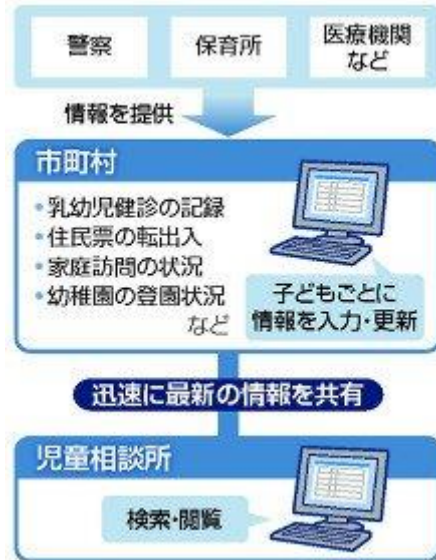 警察
保育所
医療機関
など
情報を提供
市町村
・乳幼児健診の記録
・住民票の転出入
・家庭訪問の状況
・幼稚園の登園状況
など
子どもごとに
情報を入力・更新
迅速に最新の情報を共有
児童相談所
検索・閲覧